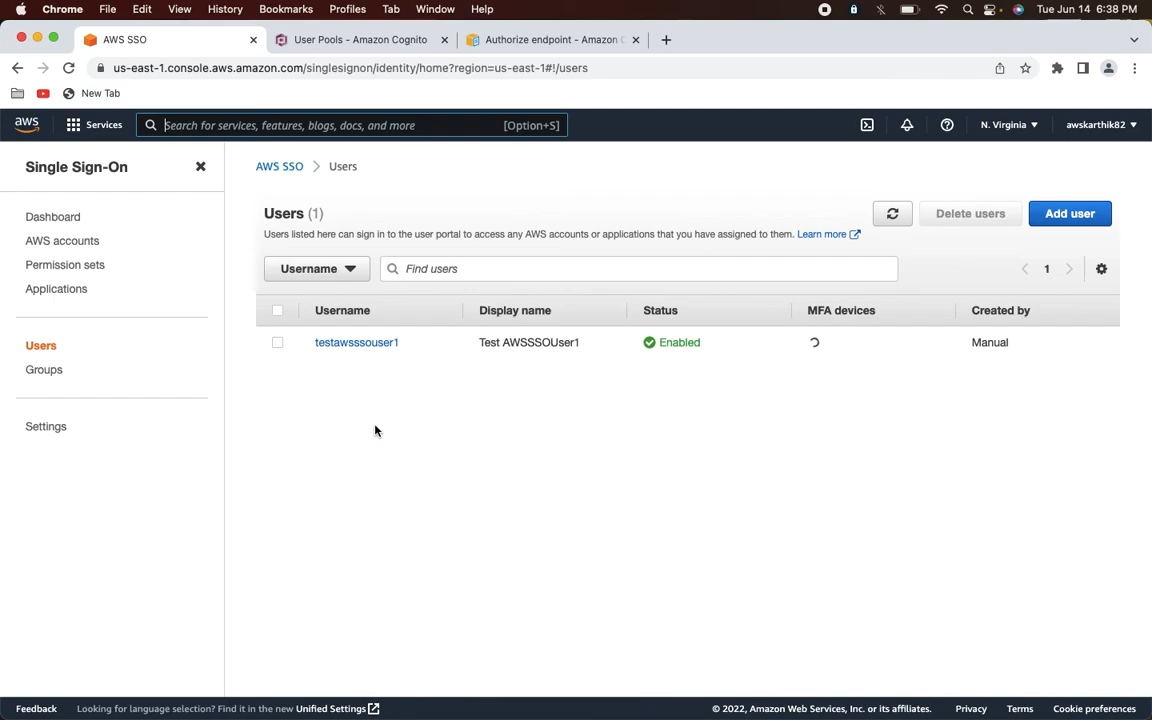 Chrome File Edit View History Bookmarks Profiles Tab Window Help Tue Jun 14 6:38 PM
AWS SSO User Pools - Amazon Cognito Authorize endpoint - Amazon C
us-east-1.console.aws.amazon.com/singlesignon/identity/home?region=us-east-1#!/users
New Tab
aws Services Search for services, features, blogs, docs, and more [Option+S] N. Virginia awskarthik82
Single Sign-On
Dashboard
AWS accounts
Permission sets
Applications
Users
Groups
Settings
AWS SSO Users
Users (1) Delete users Add user
Users listed here can sign in to the user portal to access any AWS accounts or applications that you have assigned to them. Learn more
Username Find users 1
Username Display name Status MFA devices Created by
testawsssouser1 Test AWSSSOUser1 Enabled Manual
Feedback Looking for language selection? Find it in the new Unified Settings © 2022, Amazon Web Services, Inc. or its affiliates. Privacy Terms Cookie preferences